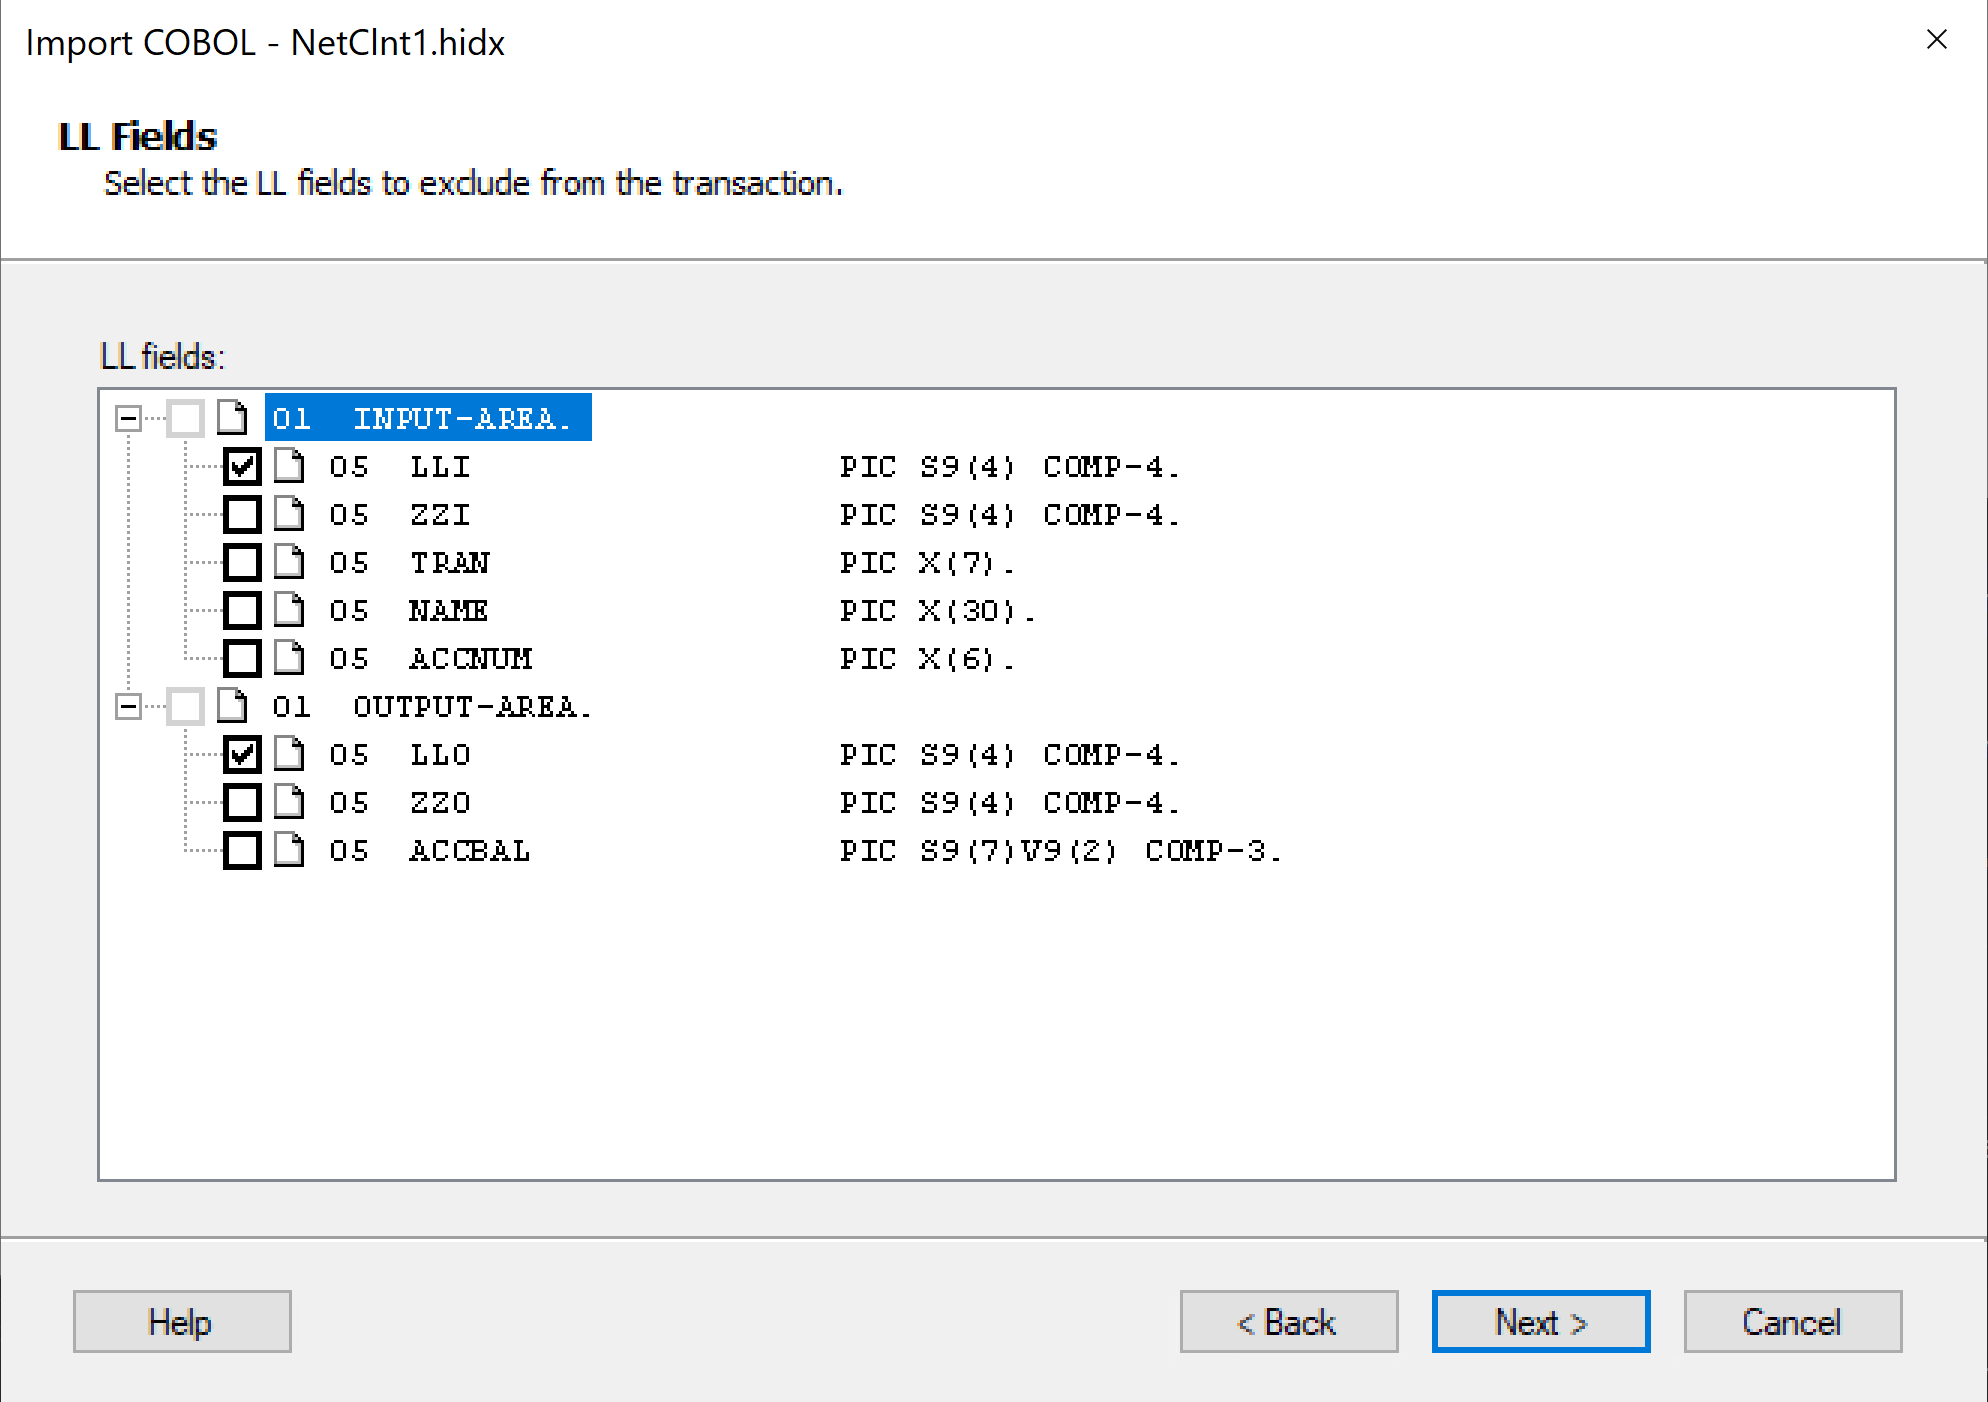 Import COBOL - NetClnt1.hidx
LL Fields
Select the LL fields to exclude from the transaction.
LL fields:
01 INPUT-AREA.
05 LLI PIC S9(4) COMP-4.
05 ZZI PIC S9(4) COMP-4.
05 TRAN PIC X(7).
05 NAME PIC X(30).
05 ACCNUM PIC X(6).
01 OUTPUT-AREA.
05 LLO PIC S9(4) COMP-4.
05 ZZO PIC S9(4) COMP-4.
05 ACCBAL PIC S9(7)V9(2) COMP-3.
Help < Back Next > Cancel